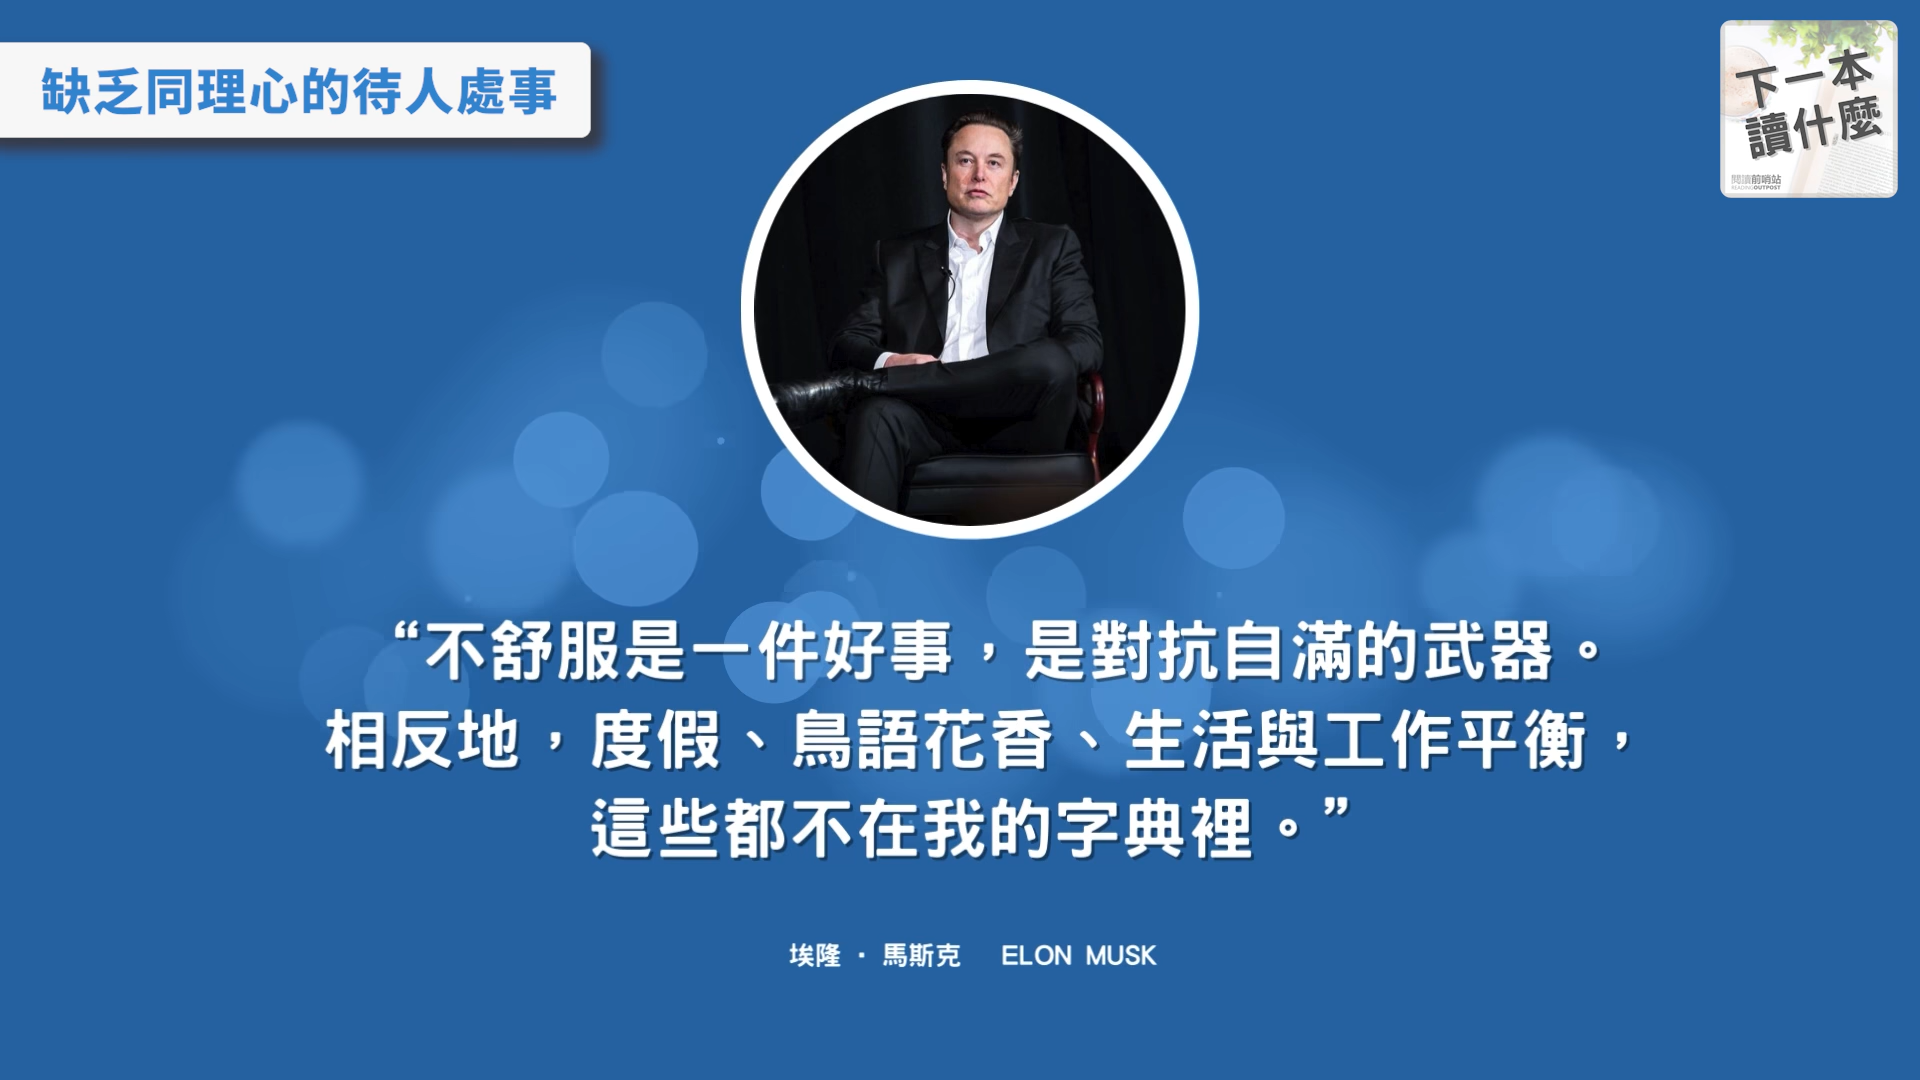 缺乏同理心的待人處事
下一本
讀什麼
閱讀前哨站
READINGOUTPOST
“不舒服是一件好事，是對抗自滿的武器。
相反地，度假、鳥語花香、生活與工作平衡，
這些都不在我的字典裡。”
埃隆・馬斯克 ELON MUSK